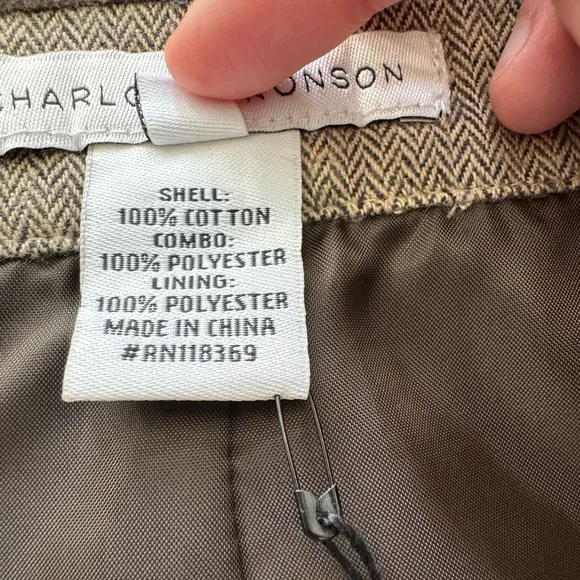 CHARLO RONSON
SHELL:
100% COTTON
COMBO:
100% POLYESTER
LINING:
100% POLYESTER
MADE IN CHINA
#RN118369